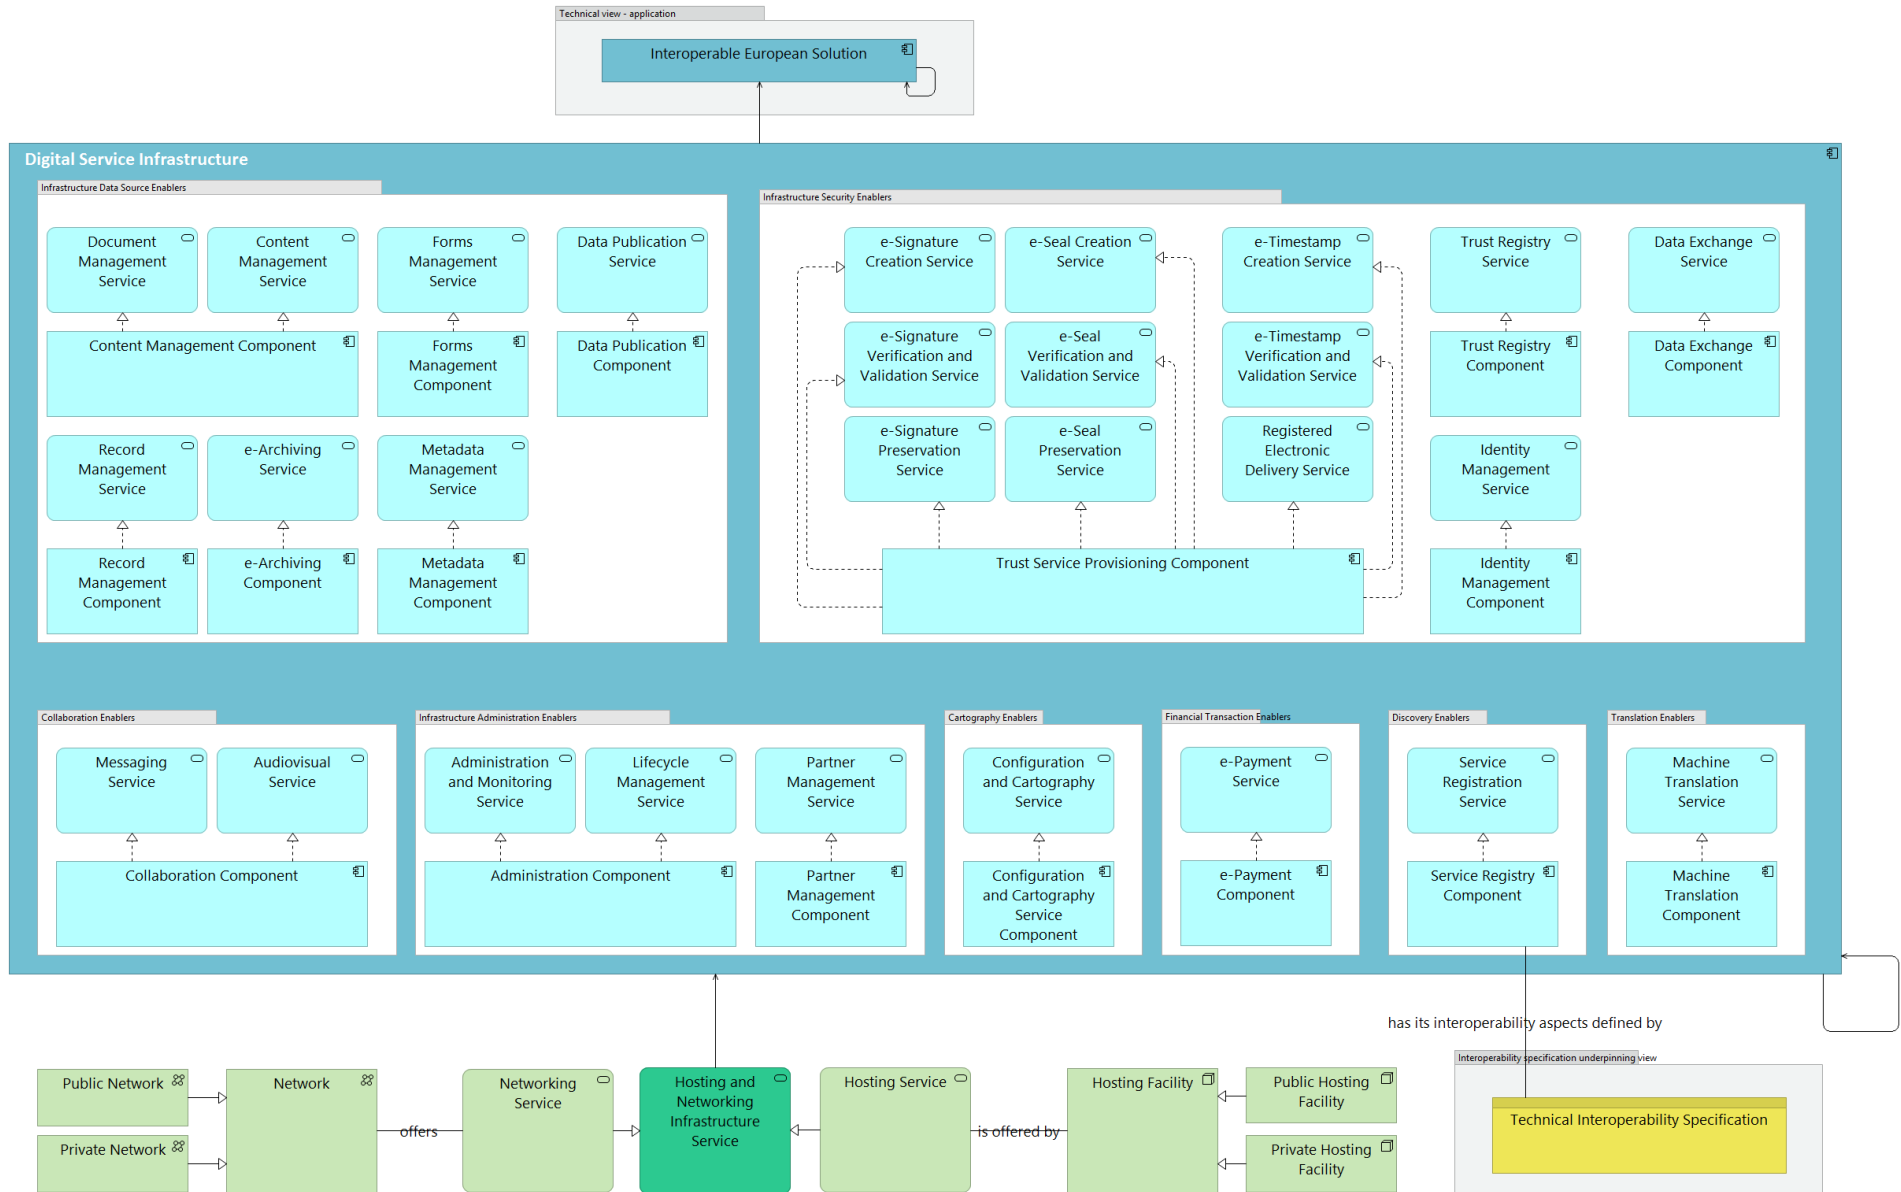 Technical view - application
Interoperable European Solution
Digital Service Infrastructure
Infrastructure Data Source Enablers
Document
Management
Service
Content
Management
Service
Forms
Management
Service
Data Publication
Service
Content Management Component
Forms
Management
Component
Data Publication
Component
Record
Management
Service
e-Archiving
Service
Metadata
Management
Service
Record
Management
Component
e-Archiving
Component
Metadata
Management
Component
Infrastructure Security Enablers
e-Signature
Creation Service
e-Seal Creation
Service
e-Timestamp
Creation Service
Trust Registry
Service
Data Exchange
Service
e-Signature
Verification and
Validation Service
e-Seal
Verification and
Validation Service
e-Timestamp
Verification and
Validation Service
Trust Registry
Component
Data Exchange
Component
e-Signature
Preservation
Service
e-Seal
Preservation
Service
Registered
Electronic
Delivery Service
Identity
Management
Service
Trust Service Provisioning Component
Identity
Management
Component
Collaboration Enablers
Messaging
Service
Audiovisual
Service
Collaboration Component
Infrastructure Administration Enablers
Administration
and Monitoring
Service
Lifecycle
Management
Service
Partner
Management
Service
Administration Component
Partner
Management
Component
Cartography Enablers
Configuration
and Cartography
Service
Configuration
and Cartography
Service
Component
Financial Transaction Enablers
e-Payment
Service
e-Payment
Component
Discovery Enablers
Service
Registration
Service
Service Registry
Component
Translation Enablers
Machine
Translation
Service
Machine
Translation
Component
has its interoperability aspects defined by
Interoperability specification underpinning view
Technical Interoperability Specification
Public Network
Private Network
Network
offers
Networking
Service
Hosting and
Networking
Infrastructure
Service
Hosting Service
is offered by
Hosting Facility
Public Hosting
Facility
Private Hosting
Facility